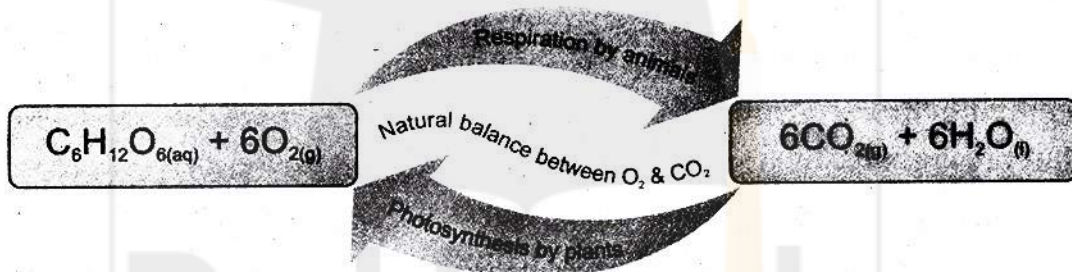 Respiration by animals
C₆H₁₂O₆(aq) + 6O₂(g)
Natural balance between O₂ & CO₂
6CO₂(g) + 6H₂O(l)
Photosynthesis by plants